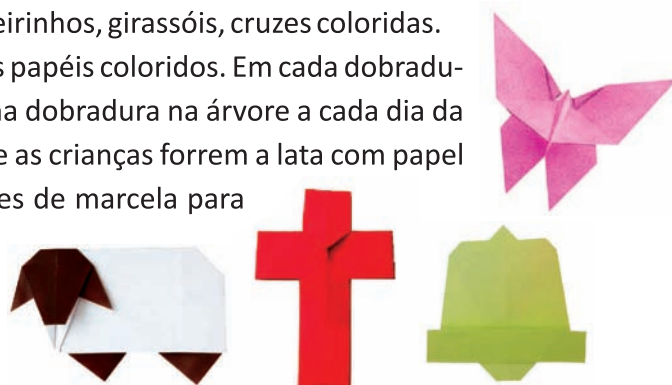 eirinhos, girassóis, cruzes coloridas.
s papéis coloridos. Em cada dobradu-
a dobradura na árvore a cada dia da
e as crianças forrem a lata com papel
es de marcela para